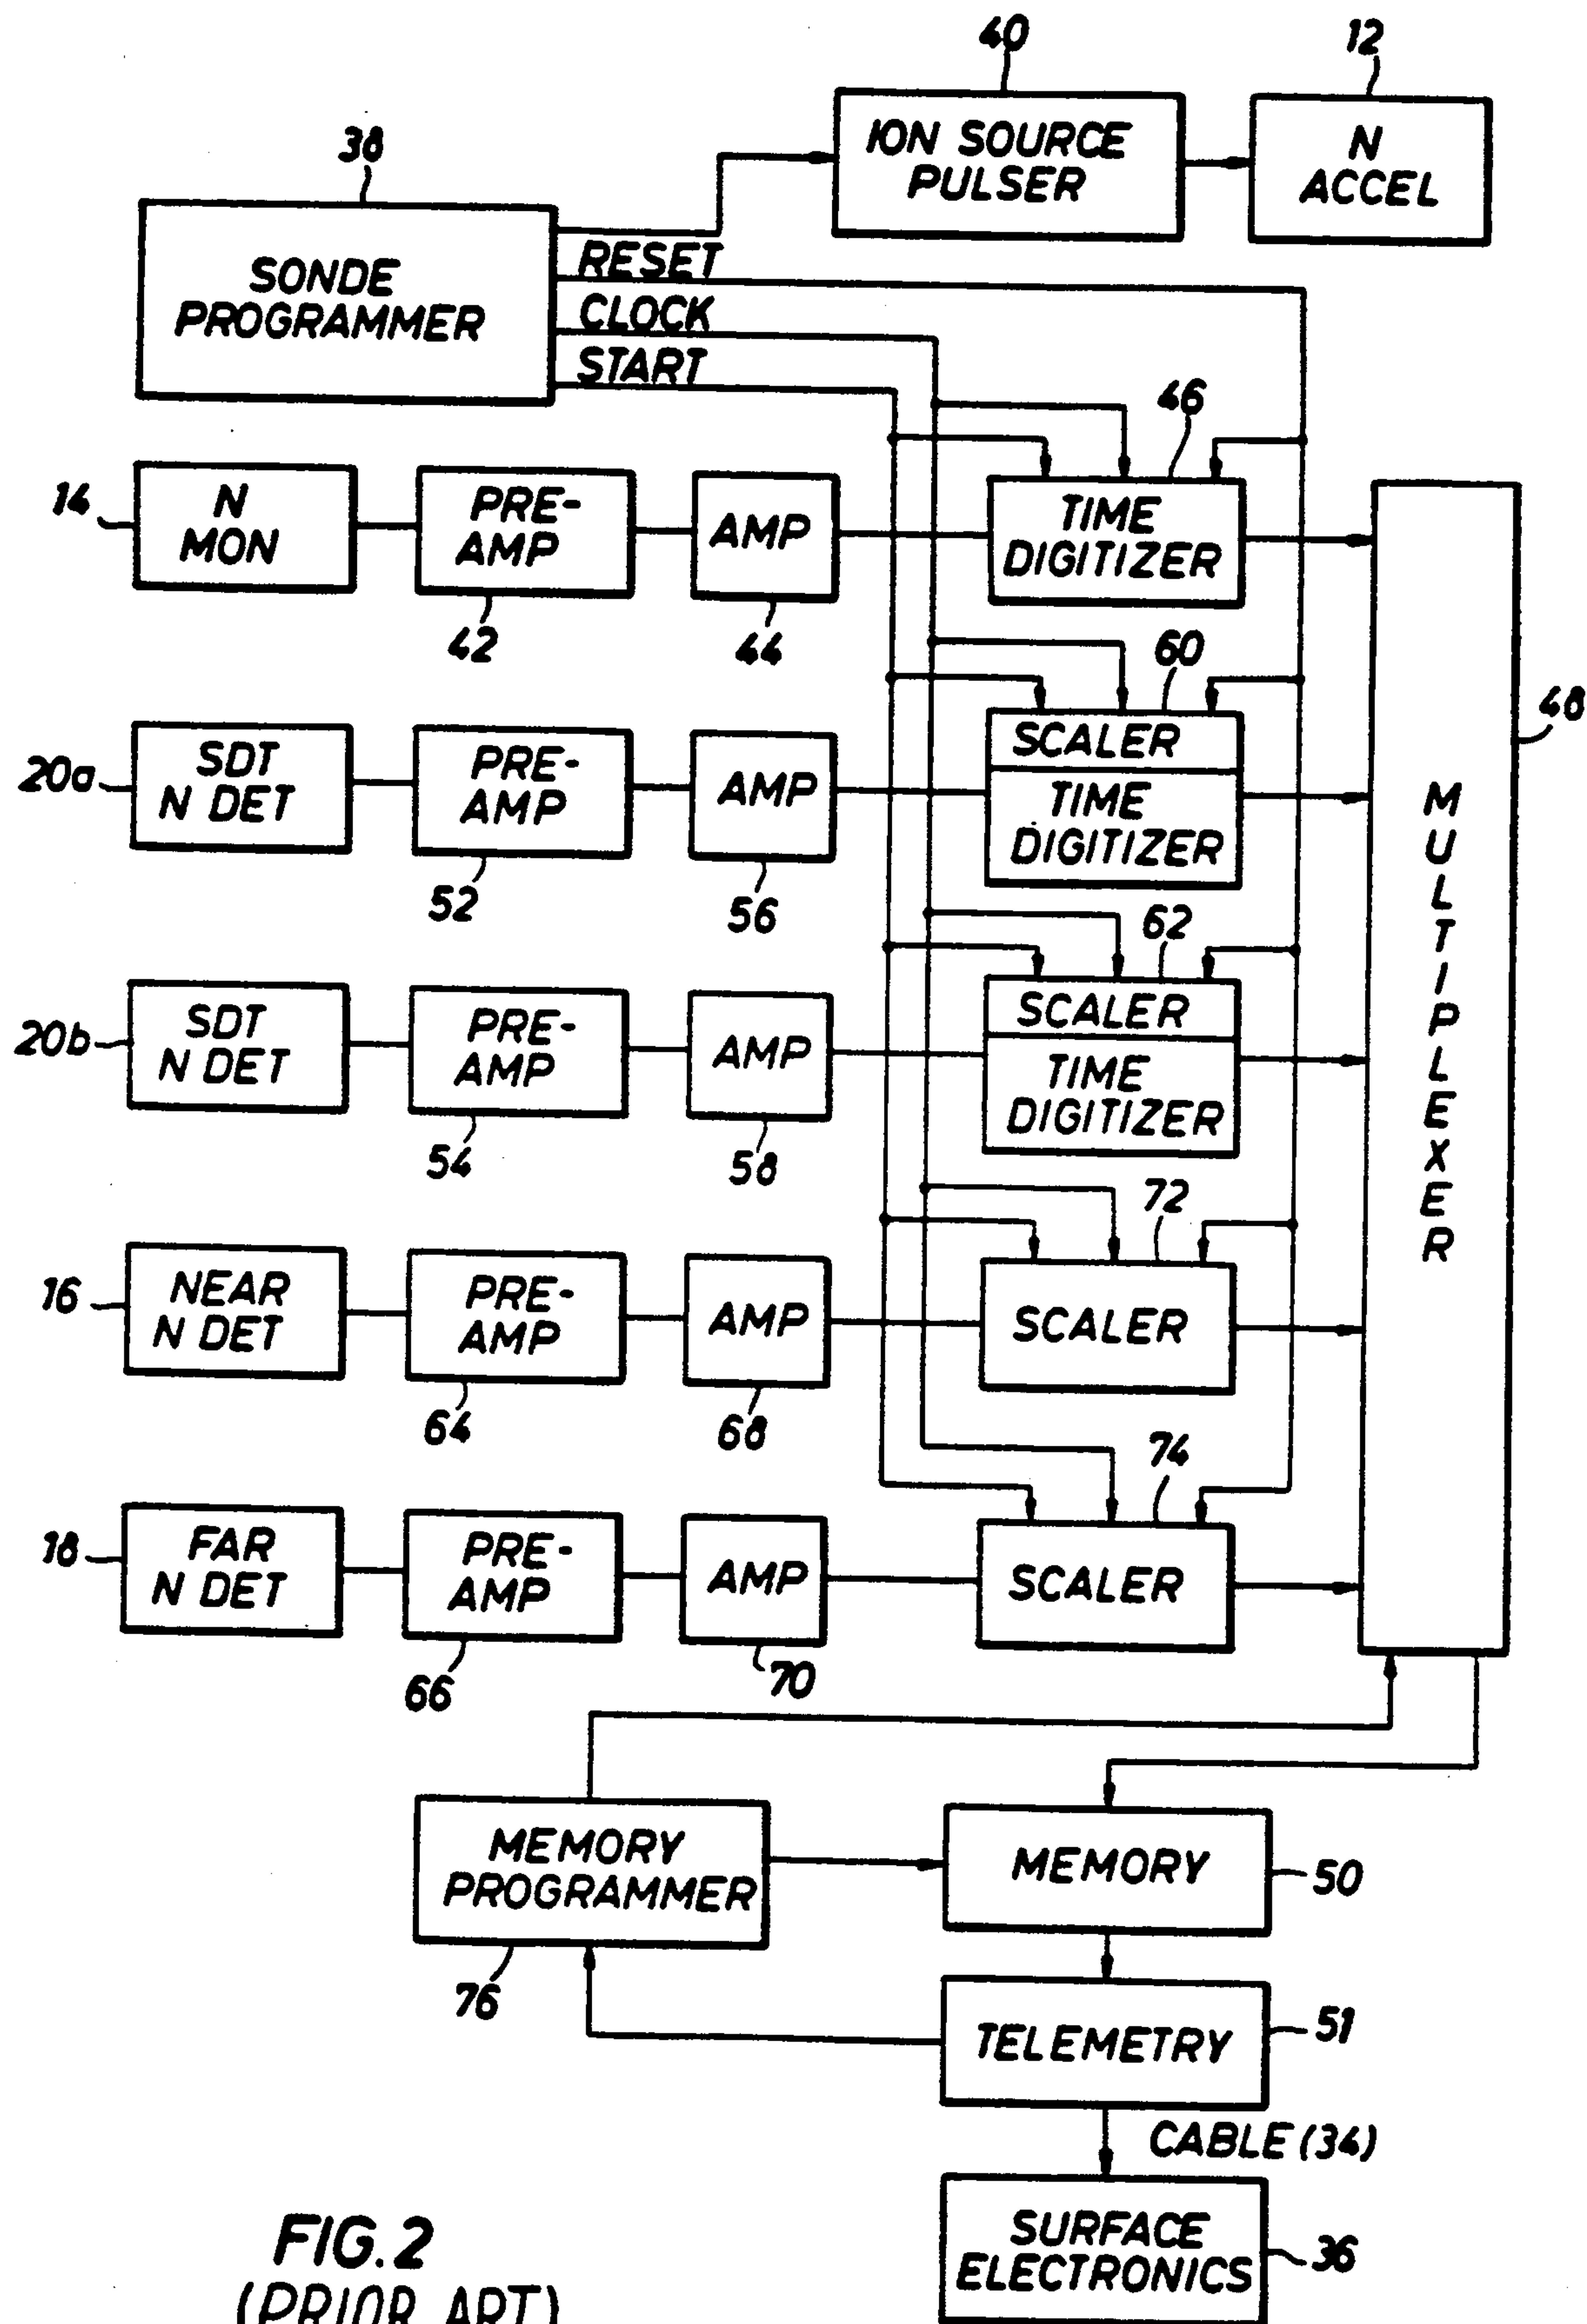 40
12
ION SOURCE
PULSER
N
ACCEL
38
SONDE
PROGRAMMER
RESET
CLOCK
START
46
14
N
MON
PRE-
AMP
AMP
TIME
DIGITIZER
42
44
60
48
20a
SDT
N DET
PRE-
AMP
AMP
SCALER
TIME
DIGITIZER
52
56
MULTIPLEXER
62
20b
SDT
N DET
PRE-
AMP
AMP
SCALER
TIME
DIGITIZER
54
58
72
16
NEAR
N DET
PRE-
AMP
AMP
SCALER
64
68
74
18
FAR
N DET
PRE-
AMP
AMP
SCALER
66
70
MEMORY
PROGRAMMER
MEMORY
50
76
TELEMETRY
51
CABLE (34)
SURFACE
ELECTRONICS
36
FIG.2
(PRIOR ART)